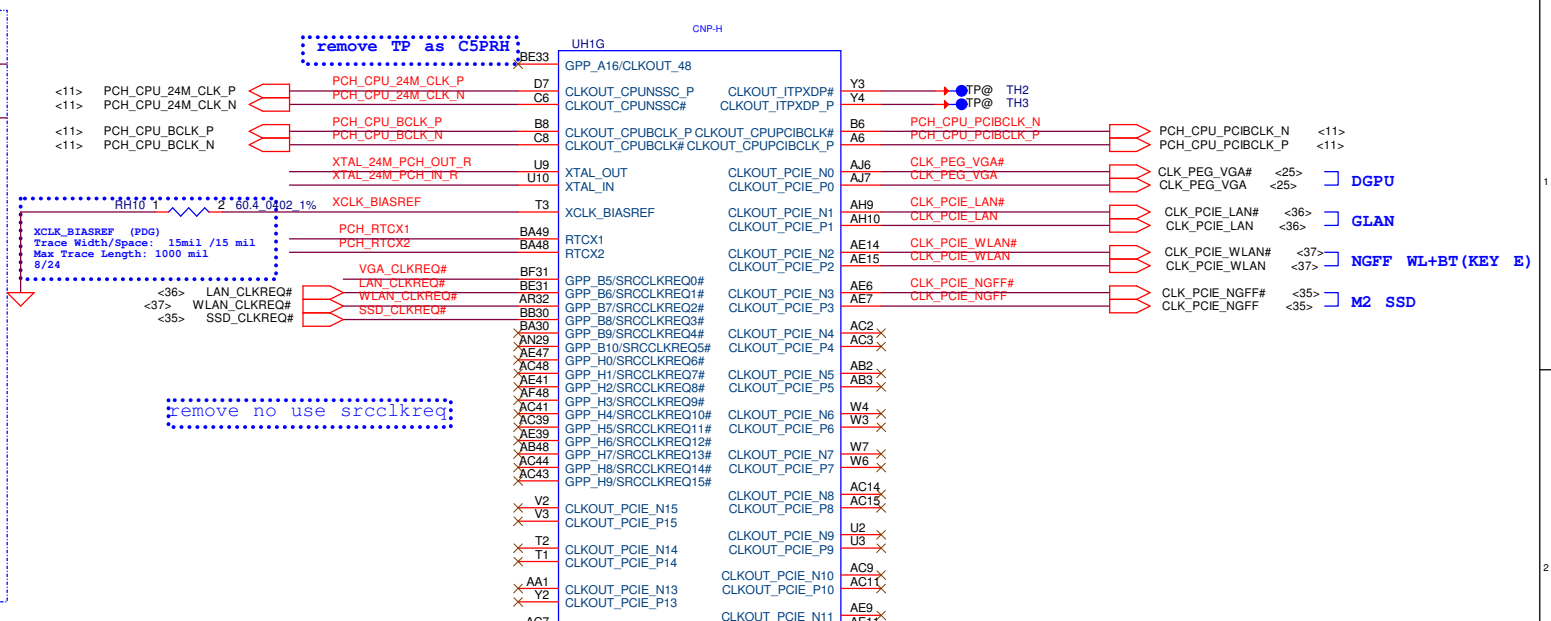 CNP-H
remove TP as C5PRH
UH1G
BE33
GPP_A16/CLKOUT_48
<11> PCH_CPU_24M_CLK_P PCH_CPU_24M_CLK_P D7 CLKOUT_CPUNSSC_P CLKOUT_ITPXDP# Y3 TP@ TH2
<11> PCH_CPU_24M_CLK_N PCH_CPU_24M_CLK_N C6 CLKOUT_CPUNSSC# CLKOUT_ITPXDP_P Y4 TP@ TH3
<11> PCH_CPU_BCLK_P PCH_CPU_BCLK_P B8 CLKOUT_CPUBCLK_P CLKOUT_CPUPCIBCLK# B6 PCH_CPU_PCIBCLK_N PCH_CPU_PCIBCLK_N <11>
<11> PCH_CPU_BCLK_N PCH_CPU_BCLK_N C8 CLKOUT_CPUBCLK# CLKOUT_CPUPCIBCLK_P A6 PCH_CPU_PCIBCLK_P PCH_CPU_PCIBCLK_P <11>
XTAL_24M_PCH_OUT_R U9 XTAL_OUT CLKOUT_PCIE_N0 AJ6 CLK_PEG_VGA# CLK_PEG_VGA# <25>
XTAL_24M_PCH_IN_R U10 XTAL_IN CLKOUT_PCIE_P0 AJ7 CLK_PEG_VGA CLK_PEG_VGA <25>
DGPU
1
RH10 1 2 60.4_0402_1% XCLK_BIASREF T3 XCLK_BIASREF CLKOUT_PCIE_N1 AH9 CLK_PCIE_LAN# CLK_PCIE_LAN# <36>
CLKOUT_PCIE_P1 AH10 CLK_PCIE_LAN CLK_PCIE_LAN <36>
GLAN
XCLK_BIASREF (PDG)
Trace Width/Space: 15mil /15 mil
Max Trace Length: 1000 mil
8/24
PCH_RTCX1 BA49 RTCX1 CLKOUT_PCIE_N2 AE14 CLK_PCIE_WLAN# CLK_PCIE_WLAN# <37>
PCH_RTCX2 BA48 RTCX2 CLKOUT_PCIE_P2 AE15 CLK_PCIE_WLAN CLK_PCIE_WLAN <37>
NGFF WL+BT(KEY E)
VGA_CLKREQ# BF31 GPP_B5/SRCCLKREQ0#
<36> LAN_CLKREQ# LAN_CLKREQ# BE31 GPP_B6/SRCCLKREQ1# CLKOUT_PCIE_N3 AE6 CLK_PCIE_NGFF# CLK_PCIE_NGFF# <35>
<37> WLAN_CLKREQ# WLAN_CLKREQ# AR32 GPP_B7/SRCCLKREQ2# CLKOUT_PCIE_P3 AE7 CLK_PCIE_NGFF CLK_PCIE_NGFF <35>
M2 SSD
<35> SSD_CLKREQ# SSD_CLKREQ# BB30 GPP_B8/SRCCLKREQ3#
BA30 GPP_B9/SRCCLKREQ4# CLKOUT_PCIE_N4 AC2
AN29 GPP_B10/SRCCLKREQ5# CLKOUT_PCIE_P4 AC3
AE47 GPP_H0/SRCCLKREQ6#
AC48 GPP_H1/SRCCLKREQ7# CLKOUT_PCIE_N5 AB2
AE41 GPP_H2/SRCCLKREQ8# CLKOUT_PCIE_P5 AB3
AF48 GPP_H3/SRCCLKREQ9#
remove no use srcclkreq
AC41 GPP_H4/SRCCLKREQ10# CLKOUT_PCIE_N6 W4
AC39 GPP_H5/SRCCLKREQ11# CLKOUT_PCIE_P6 W3
AE39 GPP_H6/SRCCLKREQ12#
AB48 GPP_H7/SRCCLKREQ13# CLKOUT_PCIE_N7 W7
AC44 GPP_H8/SRCCLKREQ14# CLKOUT_PCIE_P7 W6
AC43 GPP_H9/SRCCLKREQ15#
CLKOUT_PCIE_N8 AC14
V2 CLKOUT_PCIE_N15 CLKOUT_PCIE_P8 AC15
V3 CLKOUT_PCIE_P15
CLKOUT_PCIE_N9 U2
T2 CLKOUT_PCIE_N14 CLKOUT_PCIE_P9 U3
T1 CLKOUT_PCIE_P14
2
CLKOUT_PCIE_N10 AC9
AA1 CLKOUT_PCIE_N13 CLKOUT_PCIE_P10 AC11
Y2 CLKOUT_PCIE_P13
CLKOUT_PCIE_N11 AE9